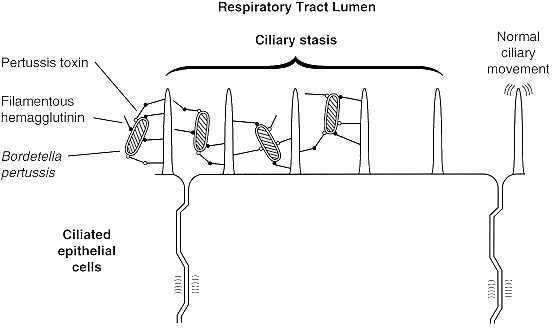 Respiratory Tract Lumen
Ciliary stasis
Normal
ciliary
movement
Pertussis toxin
Filamentous
hemagglutinin
Bordetella
pertussis
Ciliated
epithelial
cells